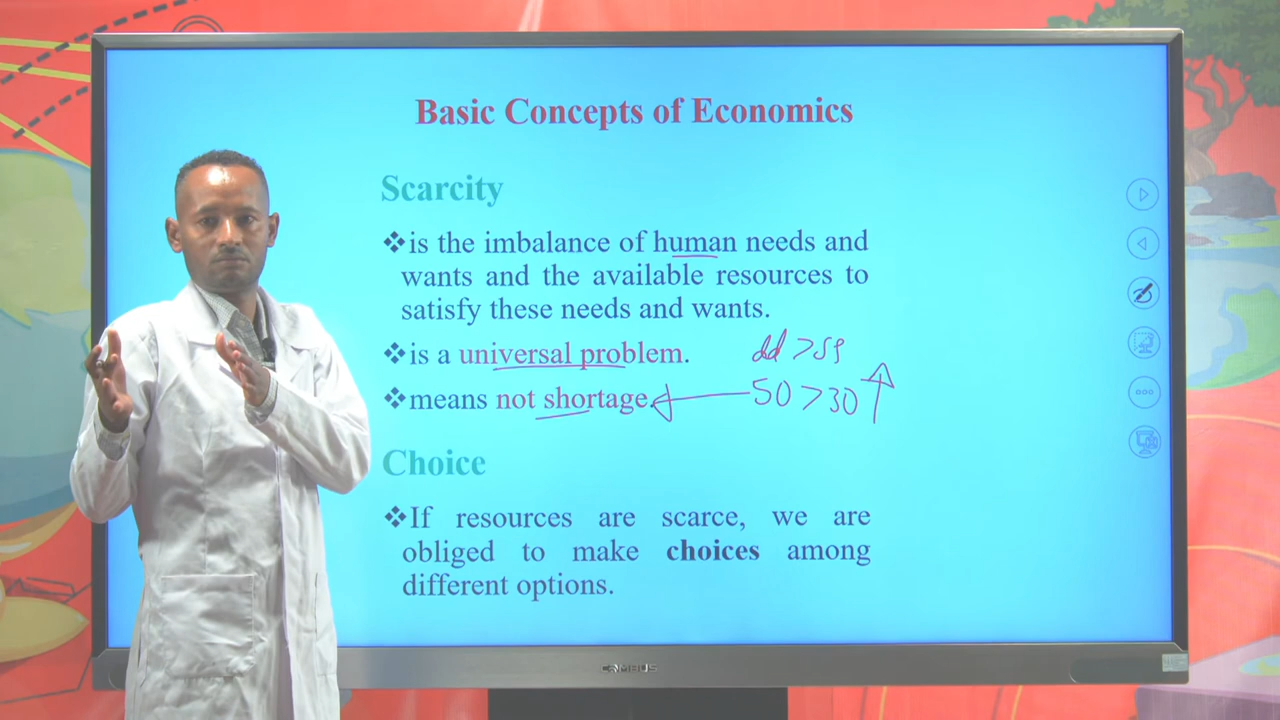 Basic Concepts of Economics
Scarcity
❖is the imbalance of human needs and
wants and the available resources to
satisfy these needs and wants.
❖is a universal problem.
dd > ss
❖means not shortage.
50 > 30
Choice
❖If resources are scarce, we are
obliged to make choices among
different options.
CAMBUS